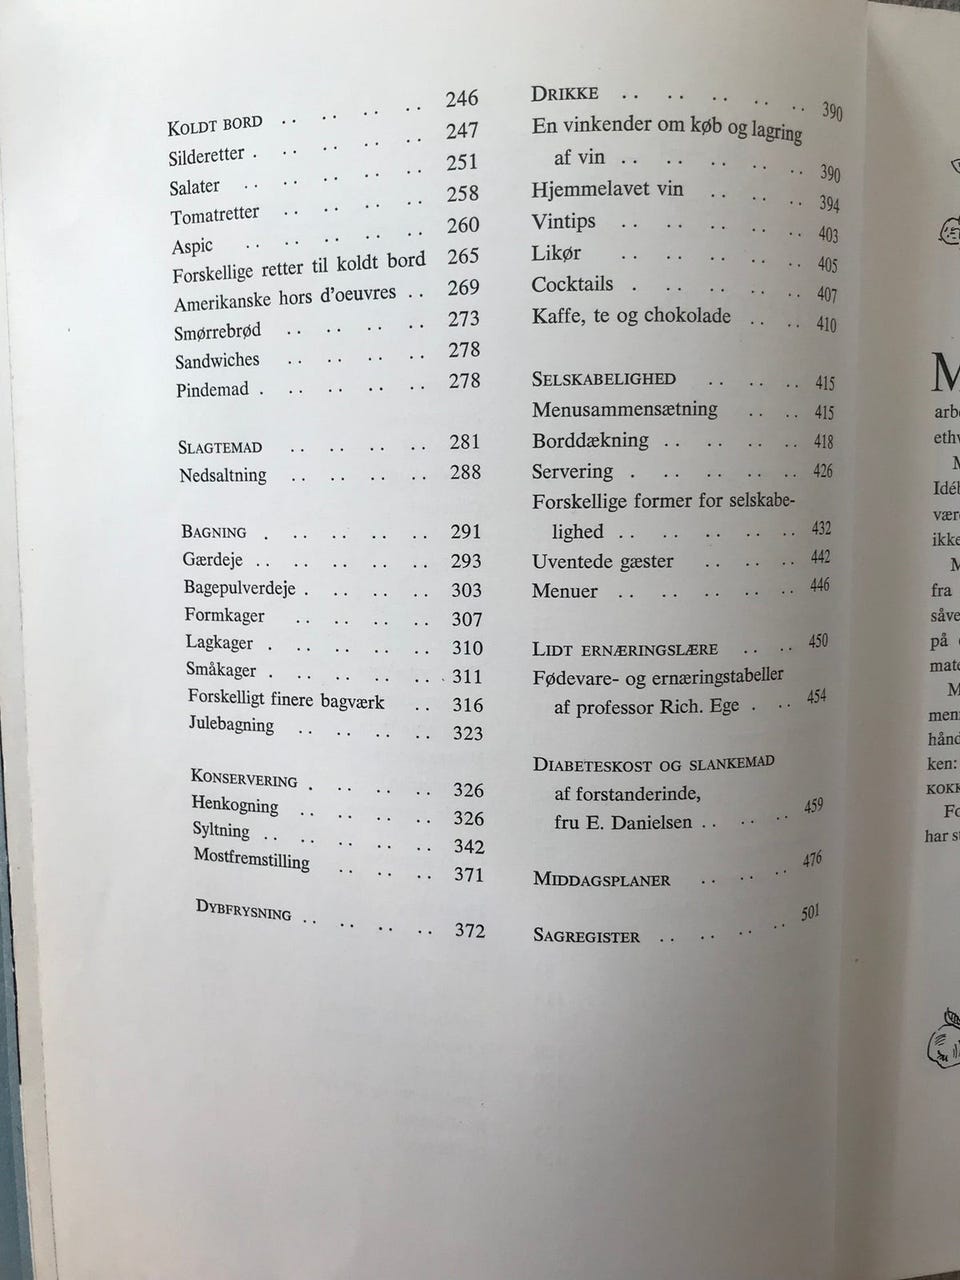 KOLDT BORD .. .. .. .. 246
Silderetter . .. .. .. .. 247
Salater .. .. .. .. .. 251
Tomatretter .. .. .. .. 258
Aspic .. .. .. .. .. 260
Forskellige retter til koldt bord 265
Amerikanske hors d'oeuvres .. 269
Smørrebrød .. .. .. .. 273
Sandwiches .. .. .. .. 278
Pindemad . .. .. .. .. 278
SLAGTEMAD .. .. .. .. 281
Nedsaltning .. .. .. .. 288
BAGNING . .. .. .. .. 291
Gærdeje .. .. .. .. .. 293
Bagepulverdeje . .. .. .. 303
Formkager .. .. .. .. 307
Lagkager . .. .. .. .. 310
Småkager . .. .. .. .. 311
Forskelligt finere bagværk .. 316
Julebagning .. .. .. .. 323
KONSERVERING . .. .. .. 326
Henkogning .. .. .. .. 326
Syltning .. .. .. .. .. 342
Mostfremstilling .. .. .. 371
DYBFRYSNING .. .. .. .. 372
DRIKKE .. .. .. .. .. 390
En vinkender om køb og lagring
af vin .. .. .. .. .. 390
Hjemmelavet vin .. .. .. 394
Vintips .. .. .. .. .. 403
Likør .. .. .. .. .. 405
Cocktails . .. .. .. .. 407
Kaffe, te og chokolade .. .. 410
SELSKABELIGHED .. .. .. 415
Menusammensætning .. .. 415
Borddækning .. .. .. .. 418
Servering . .. .. .. .. 426
Forskellige former for selskabe-
lighed .. .. .. .. .. 432
Uventede gæster .. .. .. 442
Menuer .. .. .. .. .. 446
LIDT ERNÆRINGSLÆRE .. .. 450
Fødevare- og ernæringstabeller
af professor Rich. Ege . .. 454
DIABETESKOST OG SLANKEMAD
af forstanderinde,
fru E. Danielsen .. .. .. 459
MIDDAGSPLANER .. .. .. 476
SAGREGISTER .. .. .. .. 501
M
arb
ethv
M
Idéb
være
ikke
M
fra
såve
på
mate
M
men
hånd
ken:
KOKK
Fo
har s